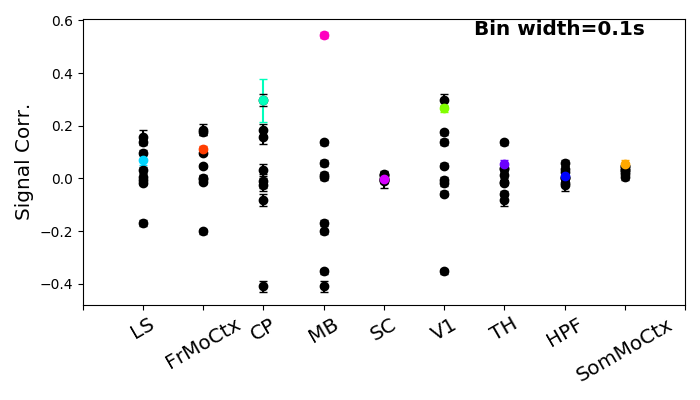 Bin width=0.1s
Signal Corr.
0.6
0.4
0.2
0.0
−0.2
−0.4
LS
FrMoCtx
CP
MB
SC
V1
TH
HPF
SomMoCtx